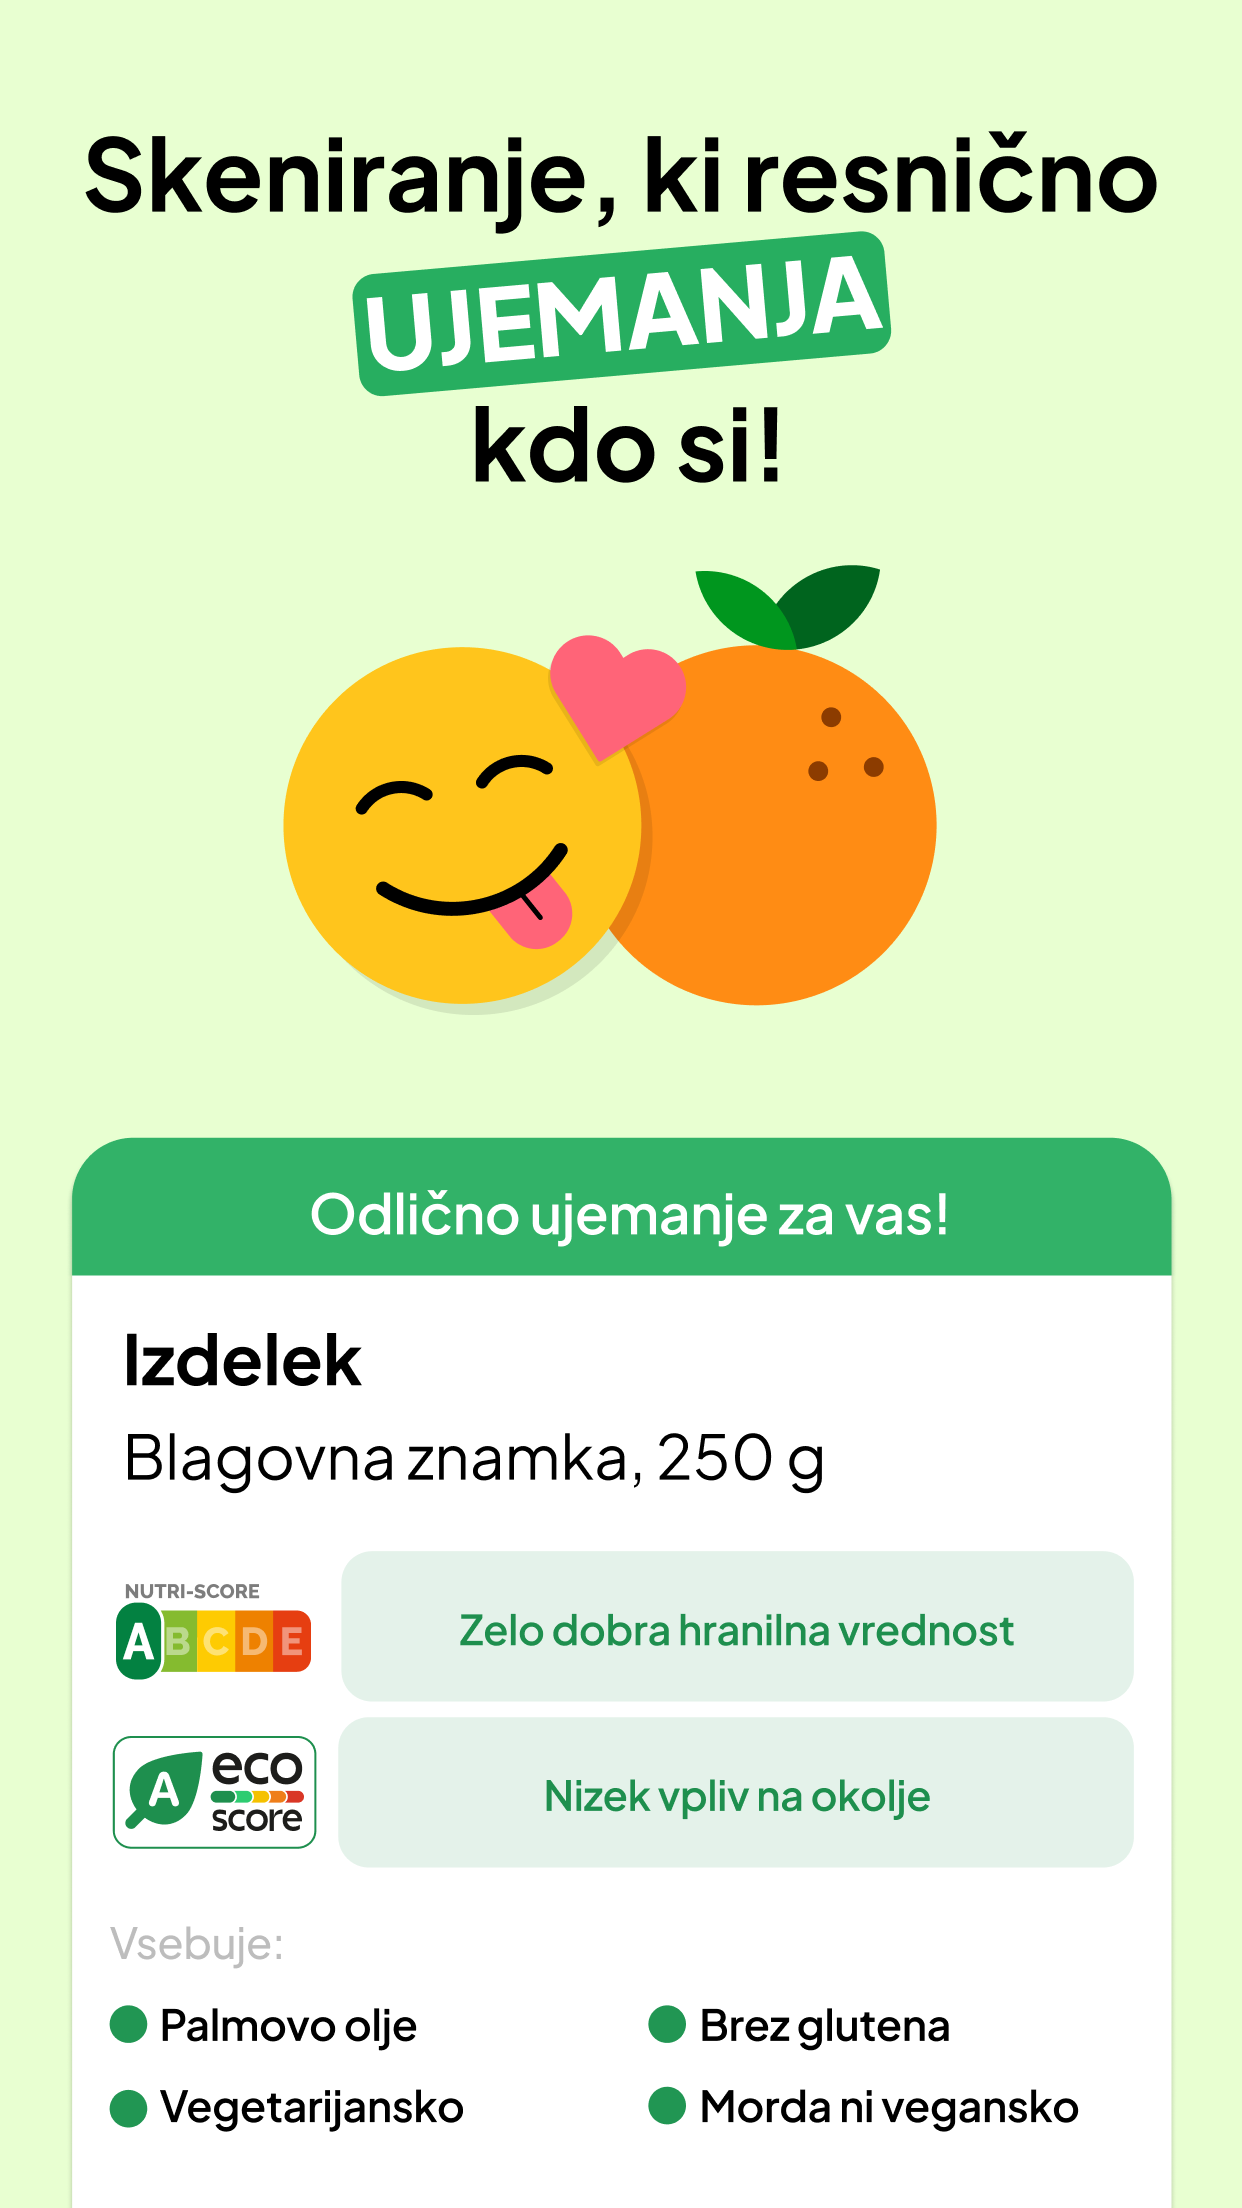 Skeniranje, ki resnično
UJEMANJA
kdo si!
Odlično ujemanje za vas!
Izdelek
Blagovna znamka, 250 g
NUTRI-SCORE
A B C D E
Zelo dobra hranilna vrednost
A eco
score
Nizek vpliv na okolje
Vsebuje:
Palmovo olje
Brez glutena
Vegetarijansko
Morda ni vegansko